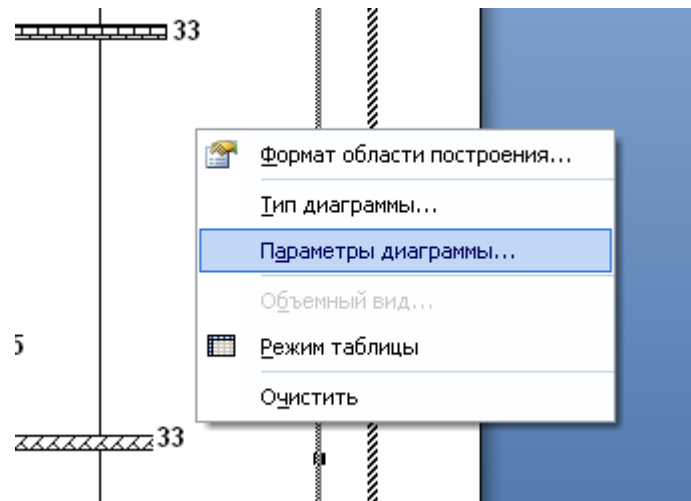 33
Формат области построения...
Тип диаграммы...
Параметры диаграммы...
Объемный вид...
5
Режим таблицы
Очистить
33